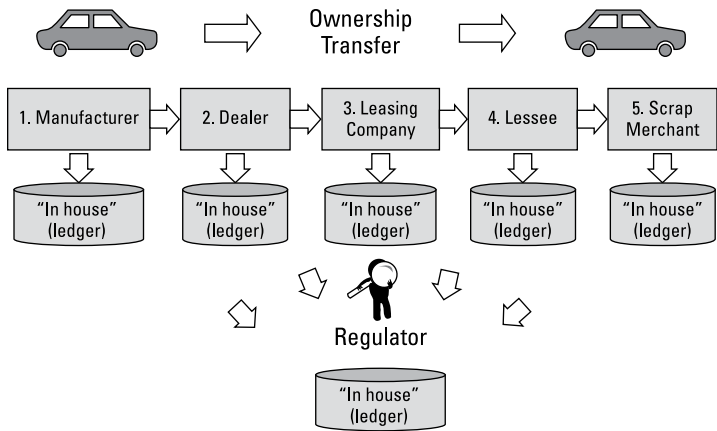 Ownership
Transfer
1. Manufacturer
2. Dealer
3. Leasing
Company
4. Lessee
5. Scrap
Merchant
“In house”
(ledger)
“In house”
(ledger)
“In house”
(ledger)
“In house”
(ledger)
“In house”
(ledger)
Regulator
“In house”
(ledger)